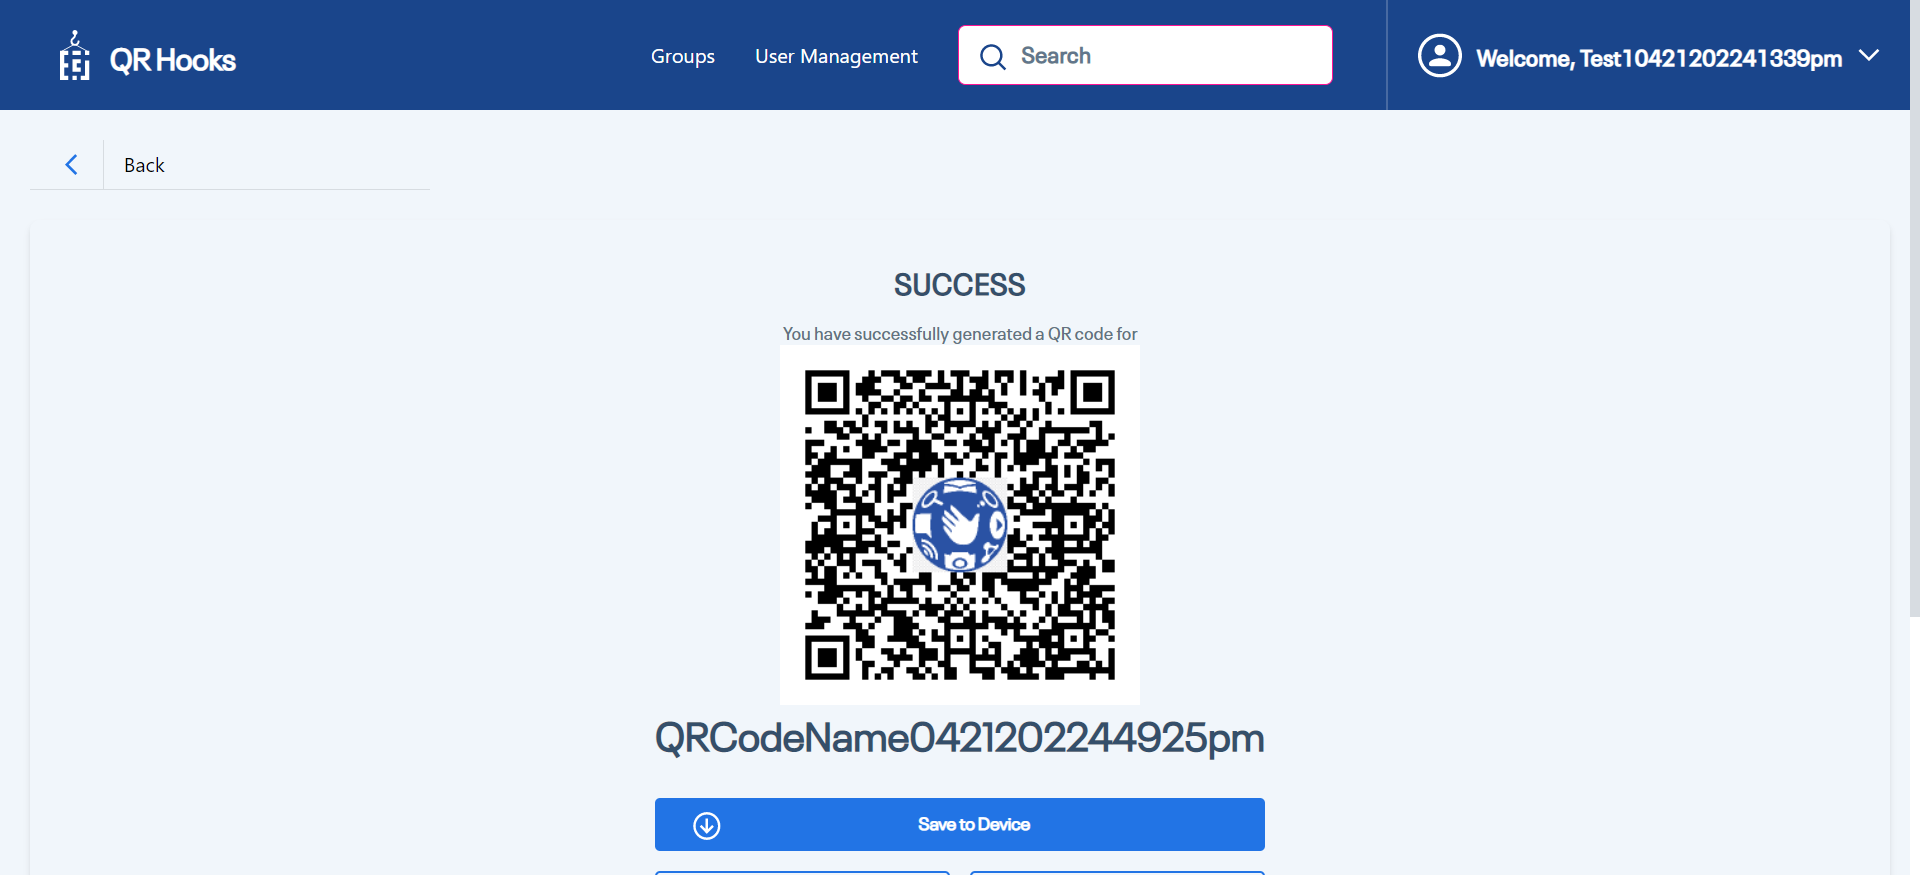 QR Hooks
Groups
User Management
Search
Welcome, Test10421202241339pm
Back
SUCCESS
You have successfully generated a QR code for
QRCodeName0421202244925pm
Save to Device